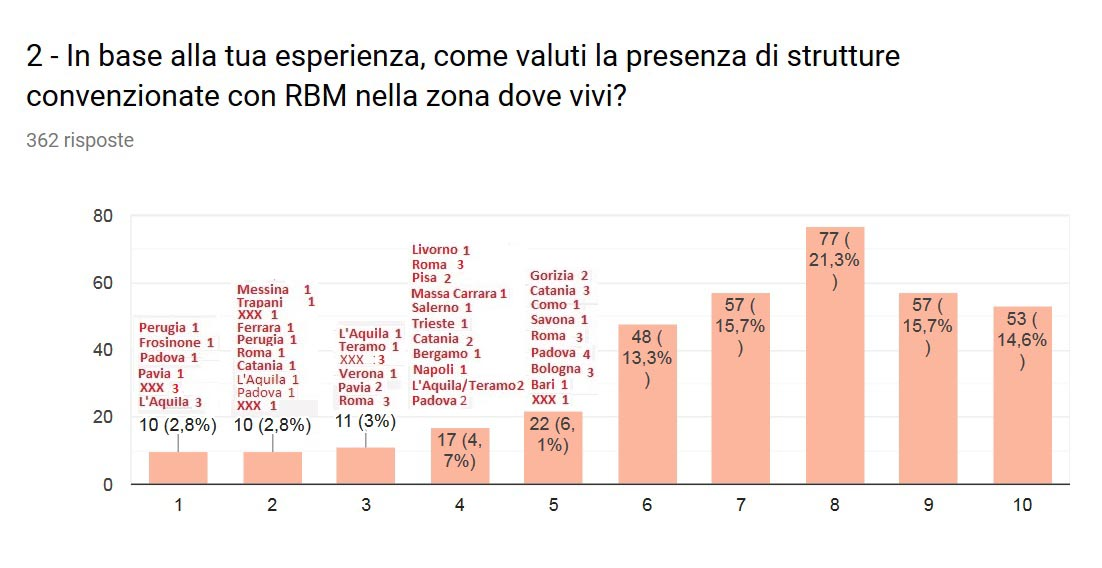 2 - In base alla tua esperienza, come valuti la presenza di strutture
convenzionate con RBM nella zona dove vivi?
362 risposte
80
60
40
20
0
Perugia 1
Frosinone 1
Padova 1
Pavia 1
XXX 3
L'Aquila 3
10 (2,8%)
Messina 1
Trapani 1
XXX 1
Ferrara 1
Perugia 1
Roma 1
Catania 1
L'Aquila 1
Padova 1
XXX 1
10 (2,8%)
L'Aquila 1
Teramo 1
XXX : 3
Verona 1
Pavia 2
Roma 3
11 (3%)
Livorno 1
Roma 3
Pisa 2
Massa Carrara 1
Salerno 1
Trieste 1
Catania 2
Bergamo 1
Napoli 1
L'Aquila/Teramo 2
Padova 2
17 (4,
7%)
Gorizia 2
Catania 3
Como 1
Savona 1
Roma 3
Padova 4
Bologna 3
Bari 1
XXX 1
22 (6,
1%)
48 (
13,3%
)
57 (
15,7%
)
77 (
21,3%
)
57 (
15,7%
)
53 (
14,6%
)
1 2 3 4 5 6 7 8 9 10